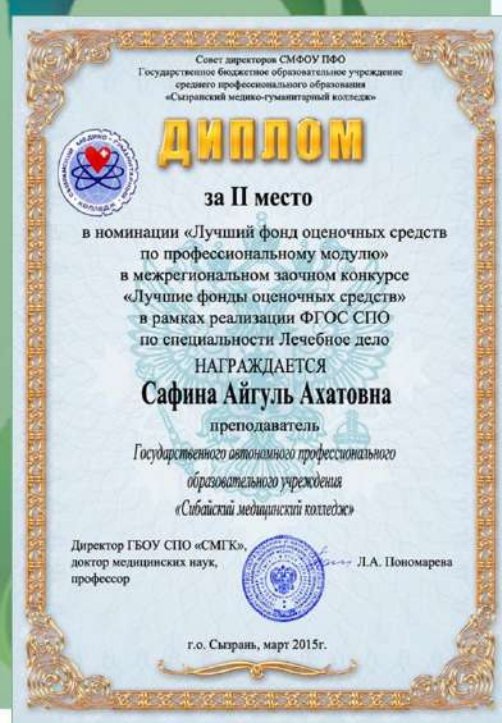 Совет директоров СМФОУ ПФО
Государственное бюджетное образовательное учреждение
среднего профессионального образования
«Сызранский медико-гуманитарный колледж»
ДИПЛОМ
за II место
в номинации «Лучший фонд оценочных средств
по профессиональному модулю»
в межрегиональном заочном конкурсе
«Лучшие фонды оценочных средств»
в рамках реализации ФГОС СПО
по специальности Лечебное дело
НАГРАЖДАЕТСЯ
Сафина Айгуль Ахатовна
преподаватель
Государственного автономного профессионального
образовательного учреждения
«Сибайский медицинский колледж»
Директор ГБОУ СПО «СМГК»,
доктор медицинских наук,
профессор
Л.А. Пономарева
г.о. Сызрань, март 2015г.